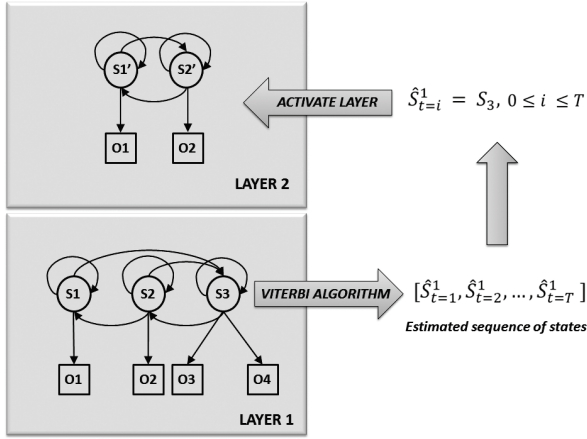 S1’ S2’
O1 O2
LAYER 2
ACTIVATE LAYER
Ŝ¹ₜ₌ᵢ = S₃, 0 ≤ i ≤ T
S1 S2 S3
O1 O2 O3 O4
LAYER 1
VITERBI ALGORITHM
[Ŝ¹ₜ₌₁, Ŝ¹ₜ₌₂, ..., Ŝ¹ₜ₌T ]
Estimated sequence of states